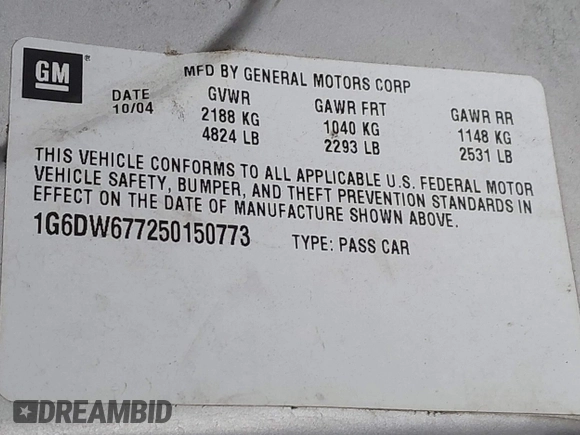 GM ®
MFD BY GENERAL MOTORS CORP
DATE GVWR GAWR FRT GAWR RR
10/04 2188 KG 1040 KG 1148 KG
4824 LB 2293 LB 2531 LB
THIS VEHICLE CONFORMS TO ALL APPLICABLE U.S. FEDERAL MOTOR
VEHICLE SAFETY, BUMPER, AND THEFT PREVENTION STANDARDS IN
EFFECT ON THE DATE OF MANUFACTURE SHOWN ABOVE.
1G6DW677250150773 TYPE: PASS CAR
DREAMBID